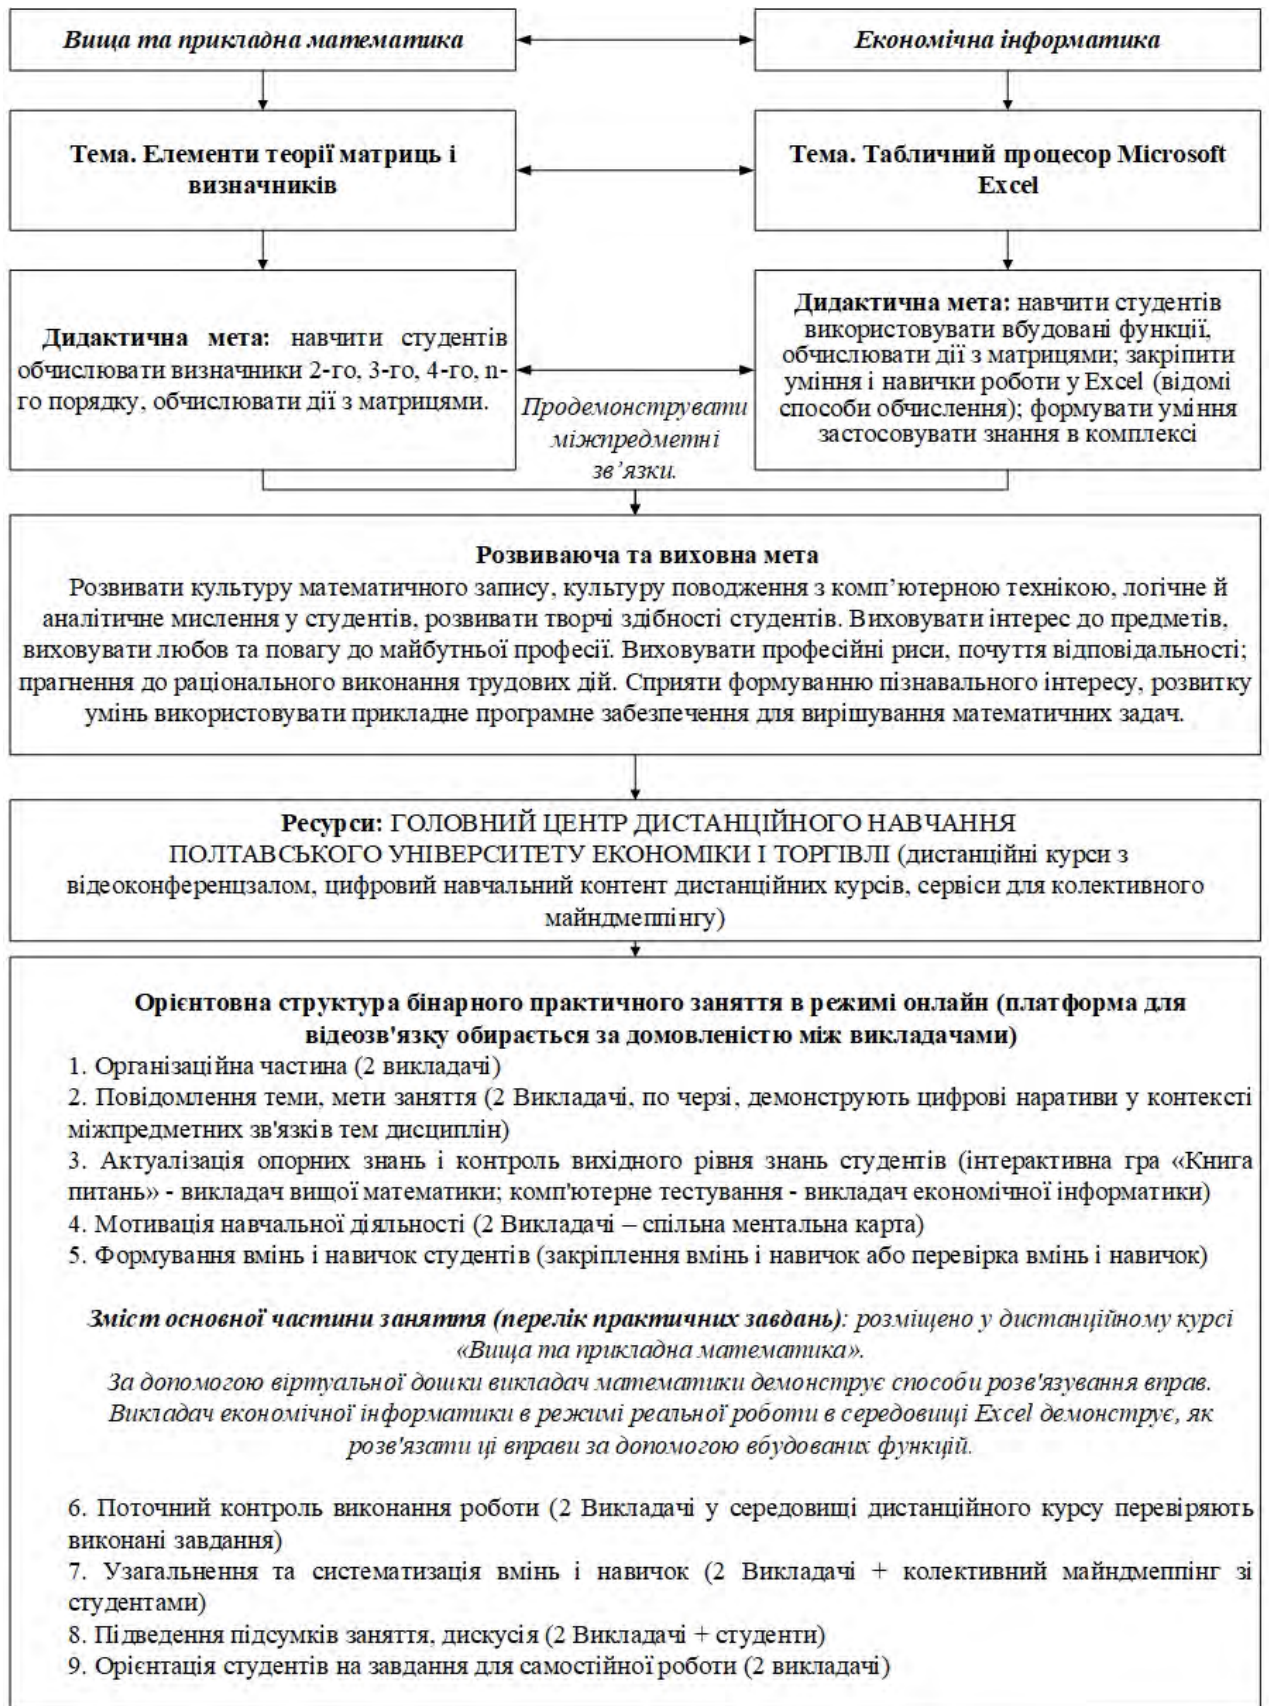 Вища та прикладна математика
Економічна інформатика
Тема. Елементи теорії матриць і
визначників
Тема. Табличний процесор Microsoft
Excel
Дидактична мета: навчити студентів
обчислювати визначники 2-го, 3-го, 4-го, n-
го порядку, обчислювати дії з матрицями.
Продемонструвати
міжпредметні
зв’язки.
Дидактична мета: навчити студентів
використовувати вбудовані функції,
обчислювати дії з матрицями; закріпити
уміння і навички роботи у Excel (відомі
способи обчислення); формувати уміння
застосовувати знання в комплексі
Розвиваюча та виховна мета
Розвивати культуру математичного запису, культуру поводження з комп’ютерною технікою, логічне й
аналітичне мислення у студентів, розвивати творчі здібності студентів. Виховувати інтерес до предметів,
виховувати любов та повагу до майбутньої професії. Виховувати професійні риси, почуття відповідальності;
прагнення до раціонального виконання трудових дій. Сприяти формуванню пізнавального інтересу, розвитку
умінь використовувати прикладне програмне забезпечення для вирішування математичних задач.
Ресурси: ГОЛОВНИЙ ЦЕНТР ДИСТАНЦІЙНОГО НАВЧАННЯ
ПОЛТАВСЬКОГО УНІВЕРСИТЕТУ ЕКОНОМІКИ І ТОРГІВЛІ (дистанційні курси з
відеоконференцзалом, цифровий навчальний контент дистанційних курсів, сервіси для колективного
майндмеппінгу)
Орієнтовна структура бінарного практичного заняття в режимі онлайн (платформа для
відеозв'язку обирається за домовленістю між викладачами)
1. Організаційна частина (2 викладачі)
2. Повідомлення теми, мети заняття (2 Викладачі, по черзі, демонструють цифрові наративи у контексті
міжпредметних зв'язків тем дисциплін)
3. Актуалізація опорних знань і контроль вихідного рівня знань студентів (інтерактивна гра «Книга
питань» - викладач вищої математики; комп'ютерне тестування - викладач економічної інформатики)
4. Мотивація навчальної діяльності (2 Викладачі – спільна ментальна карта)
5. Формування вмінь і навичок студентів (закріплення вмінь і навичок або перевірка вмінь і навичок)
Зміст основної частини заняття (перелік практичних завдань): розміщено у дистанційному курсі
«Вища та прикладна математика».
За допомогою віртуальної дошки викладач математики демонструє способи розв'язування вправ.
Викладач економічної інформатики в режимі реальної роботи в середовищі Excel демонструє, як
розв'язати ці вправи за допомогою вбудованих функцій.
6. Поточний контроль виконання роботи (2 Викладачі у середовищі дистанційного курсу перевіряють
виконані завдання)
7. Узагальнення та систематизація вмінь і навичок (2 Викладачі + колективний майндмеппінг зі
студентами)
8. Підведення підсумків заняття, дискусія (2 Викладачі + студенти)
9. Орієнтація студентів на завдання для самостійної роботи (2 викладачі)